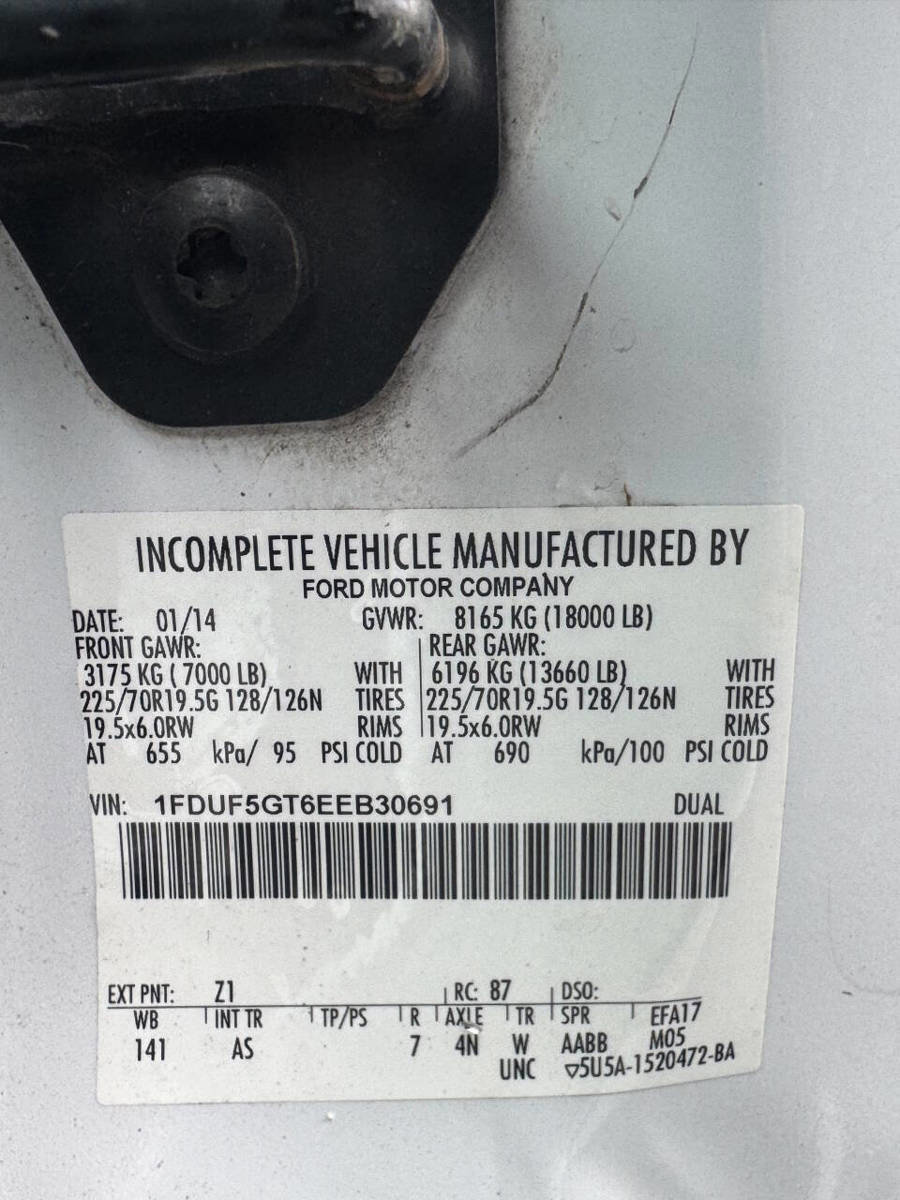 INCOMPLETE VEHICLE MANUFACTURED BY
FORD MOTOR COMPANY
DATE: 01/14 GVWR: 8165 KG (18000 LB)
FRONT GAWR: REAR GAWR:
3175 KG ( 7000 LB) WITH 6196 KG (13660 LB) WITH
225/70R19.5G 128/126N TIRES 225/70R19.5G 128/126N TIRES
19.5x6.0RW RIMS 19.5x6.0RW RIMS
AT 655 kPa/ 95 PSI COLD AT 690 kPa/100 PSI COLD
VIN: 1FDUF5GT6EEB30691 DUAL
EXT PNT: Z1 RC: 87 DSO:
WB INT TR TP/PS R AXLE TR SPR EFA17
141 AS 7 4N W AABB M05
UNC ▽5U5A-1520472-BA